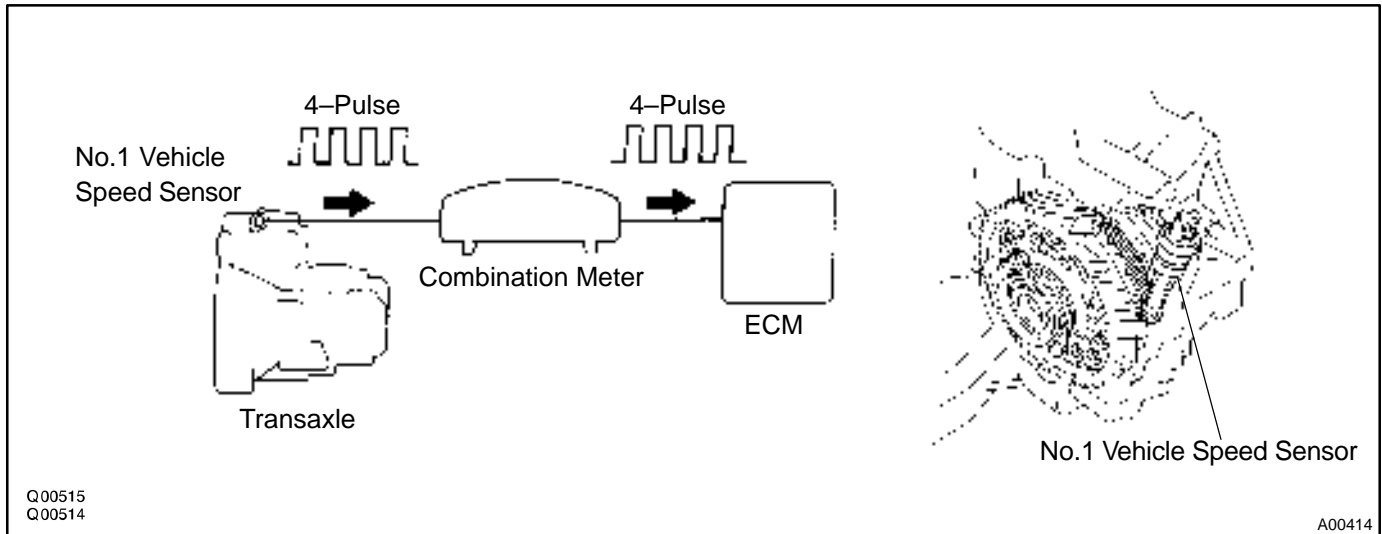 4–Pulse
4–Pulse
No.1 Vehicle
Speed Sensor
Combination Meter
ECM
Transaxle
No.1 Vehicle Speed Sensor
Q00515
Q00514
A00414